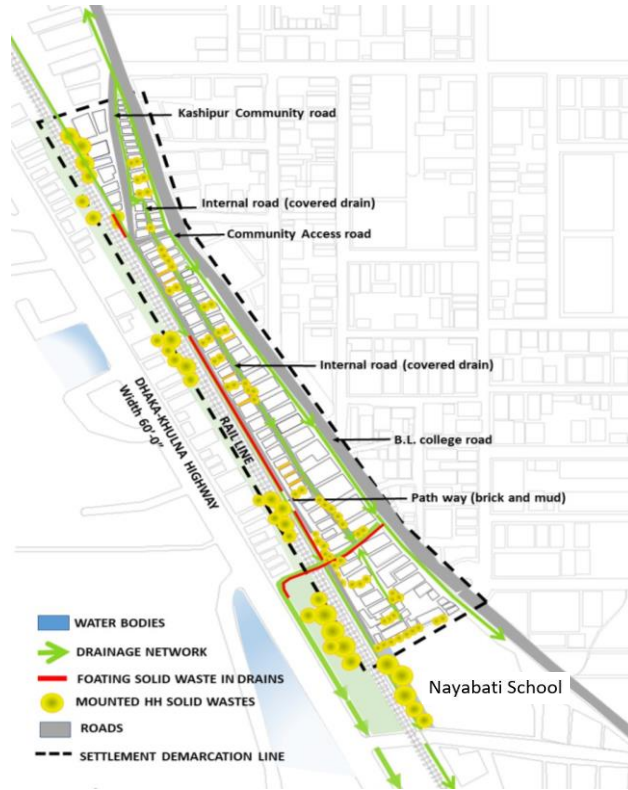 Kashipur Community road
Internal road (covered drain)
Community Access road
Internal road (covered drain)
DHAKA-KHULNA HIGHWAY
Width 60'-0"
RAIL LINE
B.L. college road
Path way (brick and mud)
WATER BODIES
DRAINAGE NETWORK
FOATING SOLID WASTE IN DRAINS
MOUNTED HH SOLID WASTES
Nayabati School
ROADS
SETTLEMENT DEMARCATION LINE